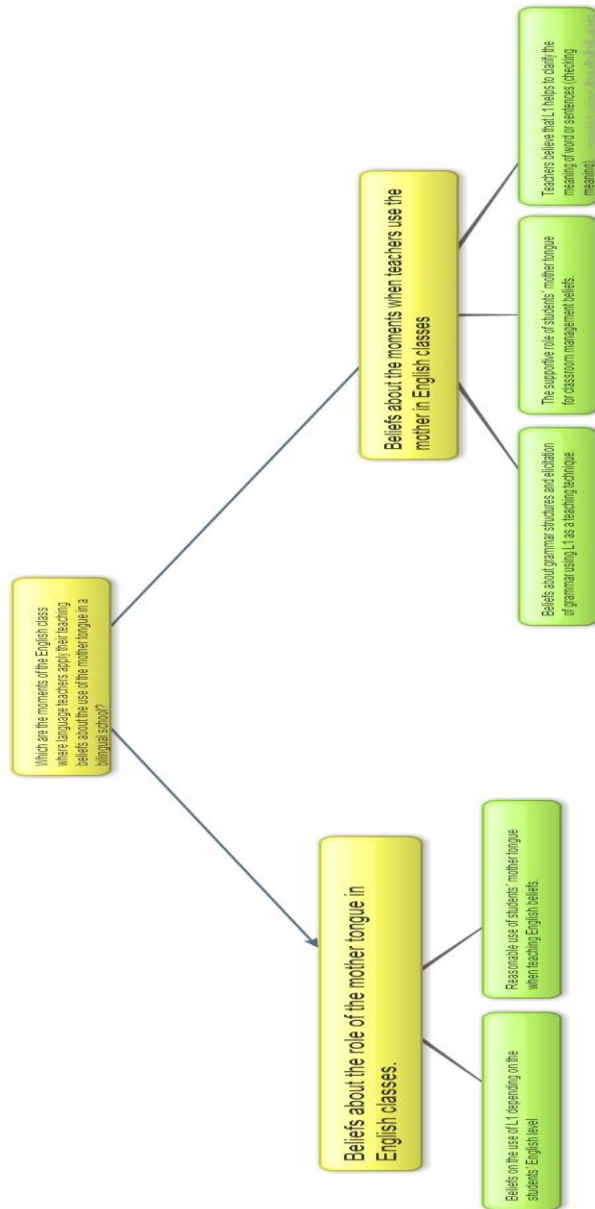 Which are the moments of the English class
where language teachers apply their teaching
beliefs about the use of the mother tongue in a
bilingual school?
Beliefs about the role of the mother tongue in
English classes.
Beliefs about the moments when teachers use the
mother in English classes
Beliefs on the use of L1 depending on the
students´ English level
Reasonable use of students´ mother tongue
when teaching English beliefs.
Beliefs about grammar structures and elicitation
of grammar using L1 as a teaching technique.
The supportive role of students´ mother tongue
for classroom management beliefs.
Teachers believe that L1 helps to clarify the
meaning of word or sentences (checking
meaning).